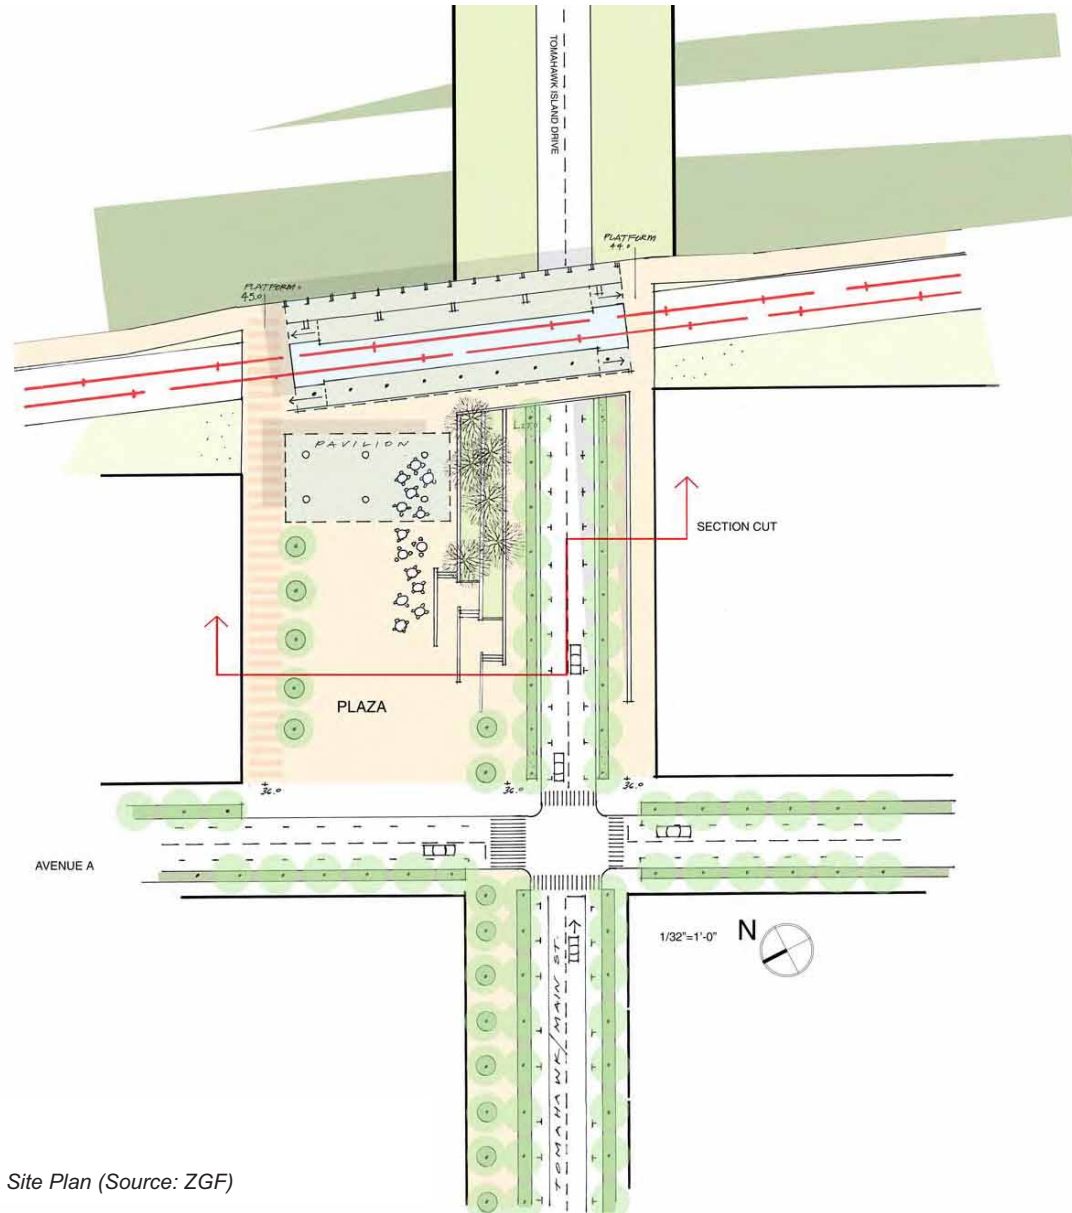 TOMAHAWK ISLAND DRIVE
PLATFORM
44.0
PLATFORM
45.0
PAVILION
SECTION CUT
PLAZA
36.0
36.0
36.0
AVENUE A
1/32"=1'-0"
N
TOMAHAWK/MAIN ST.
Site Plan (Source: ZGF)